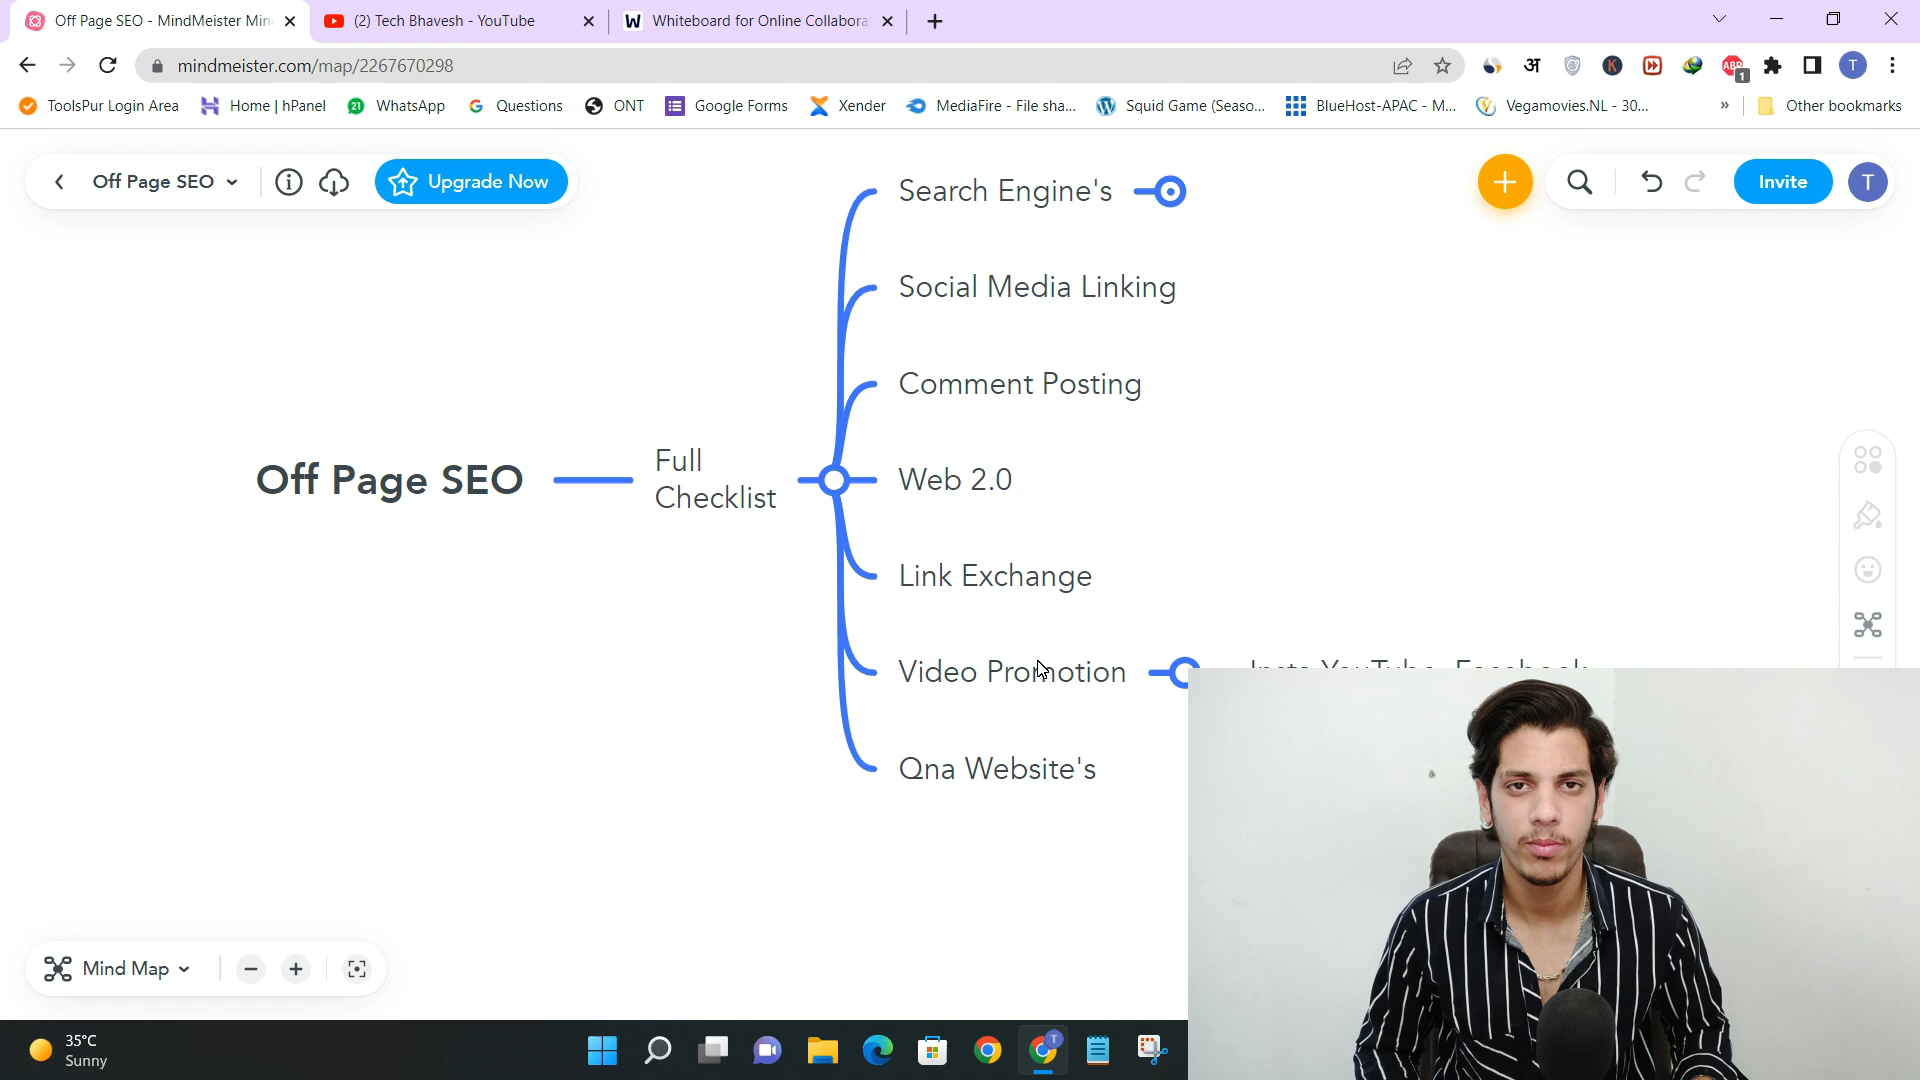 Off Page SEO - MindMeister Min
(2) Tech Bhavesh - YouTube
Whiteboard for Online Collabora
mindmeister.com/map/2267670298
ToolsPur Login Area
Home | hPanel
WhatsApp
Questions
ONT
Google Forms
Xender
MediaFire - File sha...
Squid Game (Seaso...
BlueHost-APAC - M...
Vegamovies.NL - 30...
»
Other bookmarks
Off Page SEO
Upgrade Now
Invite
T
Search Engine's
Social Media Linking
Comment Posting
Web 2.0
Link Exchange
Video Promotion
Qna Website's
Off Page SEO
Full
Checklist
Insta YouTube, Facebook
Mind Map
35°C
Sunny